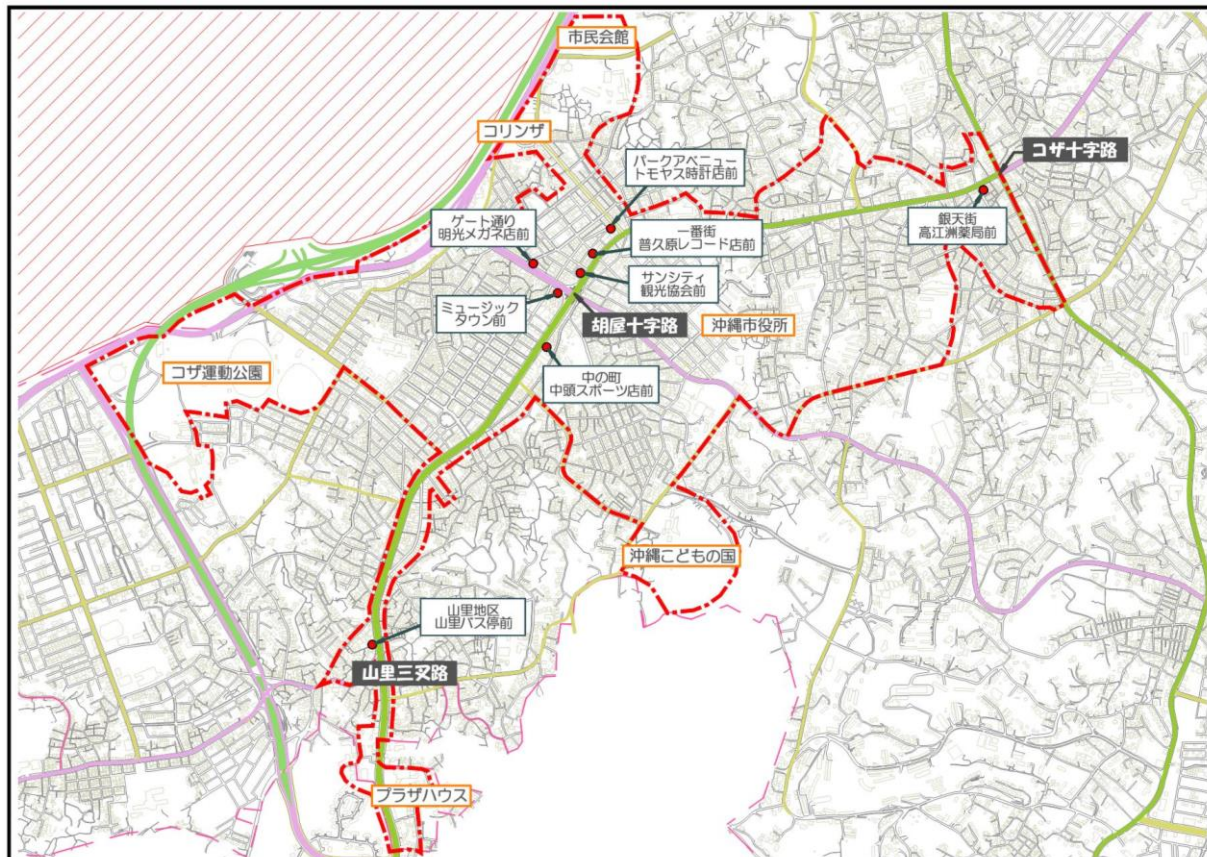 市民会館
コリンザ
コザ十字路
パークアベニュー
トモヤス時計店前
銀天街
高江洲薬局前
ゲート通り
明光メガネ店前
一番街
普久原レコード店前
サンシティ
観光協会前
ミュージック
タウン前
胡屋十字路
沖縄市役所
コザ運動公園
中の町
中頭スポーツ店前
沖縄こどもの国
山里地区
山里バス停前
山里三叉路
プラザハウス